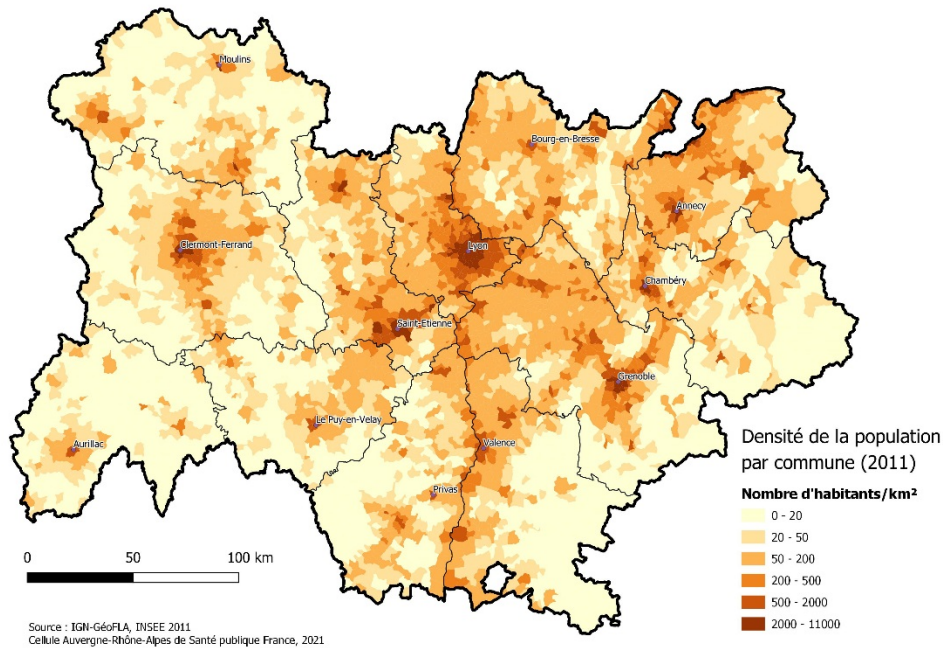 Moulins
Bourg-en-Bresse
Annecy
Clermont-Ferrand
Lyon
Chambéry
Saint-Etienne
Grenoble
Le Puy-en-Velay
Aurillac
Valence
Privas
Densité de la population
par commune (2011)
Nombre d'habitants/km²
0 - 20
20 - 50
50 - 200
200 - 500
500 - 2000
2000 - 11000
0 50 100 km
Source : IGN-GéoFLA, INSEE 2011
Cellule Auvergne-Rhône-Alpes de Santé publique France, 2021